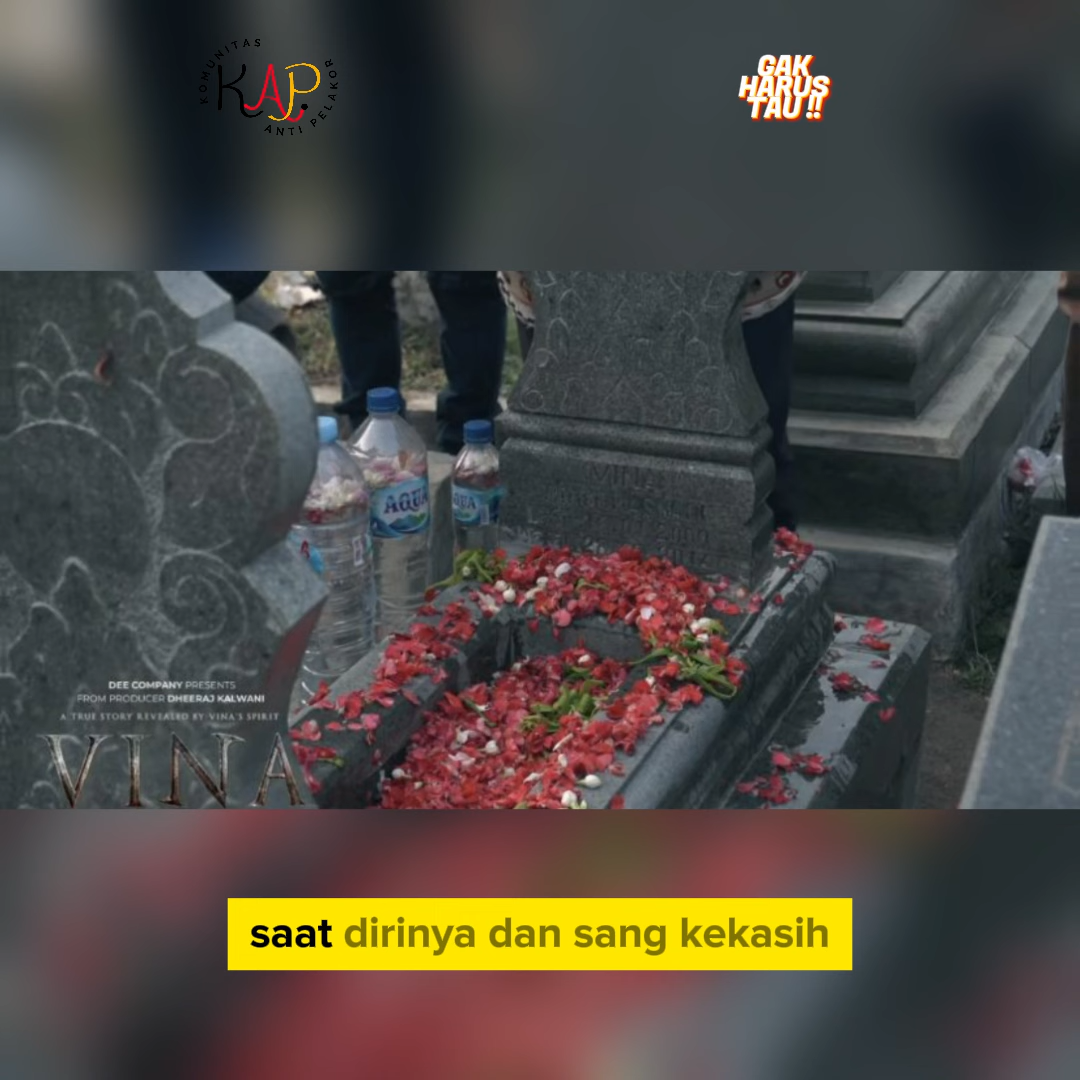 KOMUNITAS
KAP.
ANTI PELAKOR
GAK
HARUS
TAU !!
AQUA
AQUA
DEE COMPANY PRESENTS
FROM PRODUCER DHEERAJ KALWANI
A TRUE STORY REVEALED BY VINA'S SPIRIT
VINA
saat dirinya dan sang kekasih